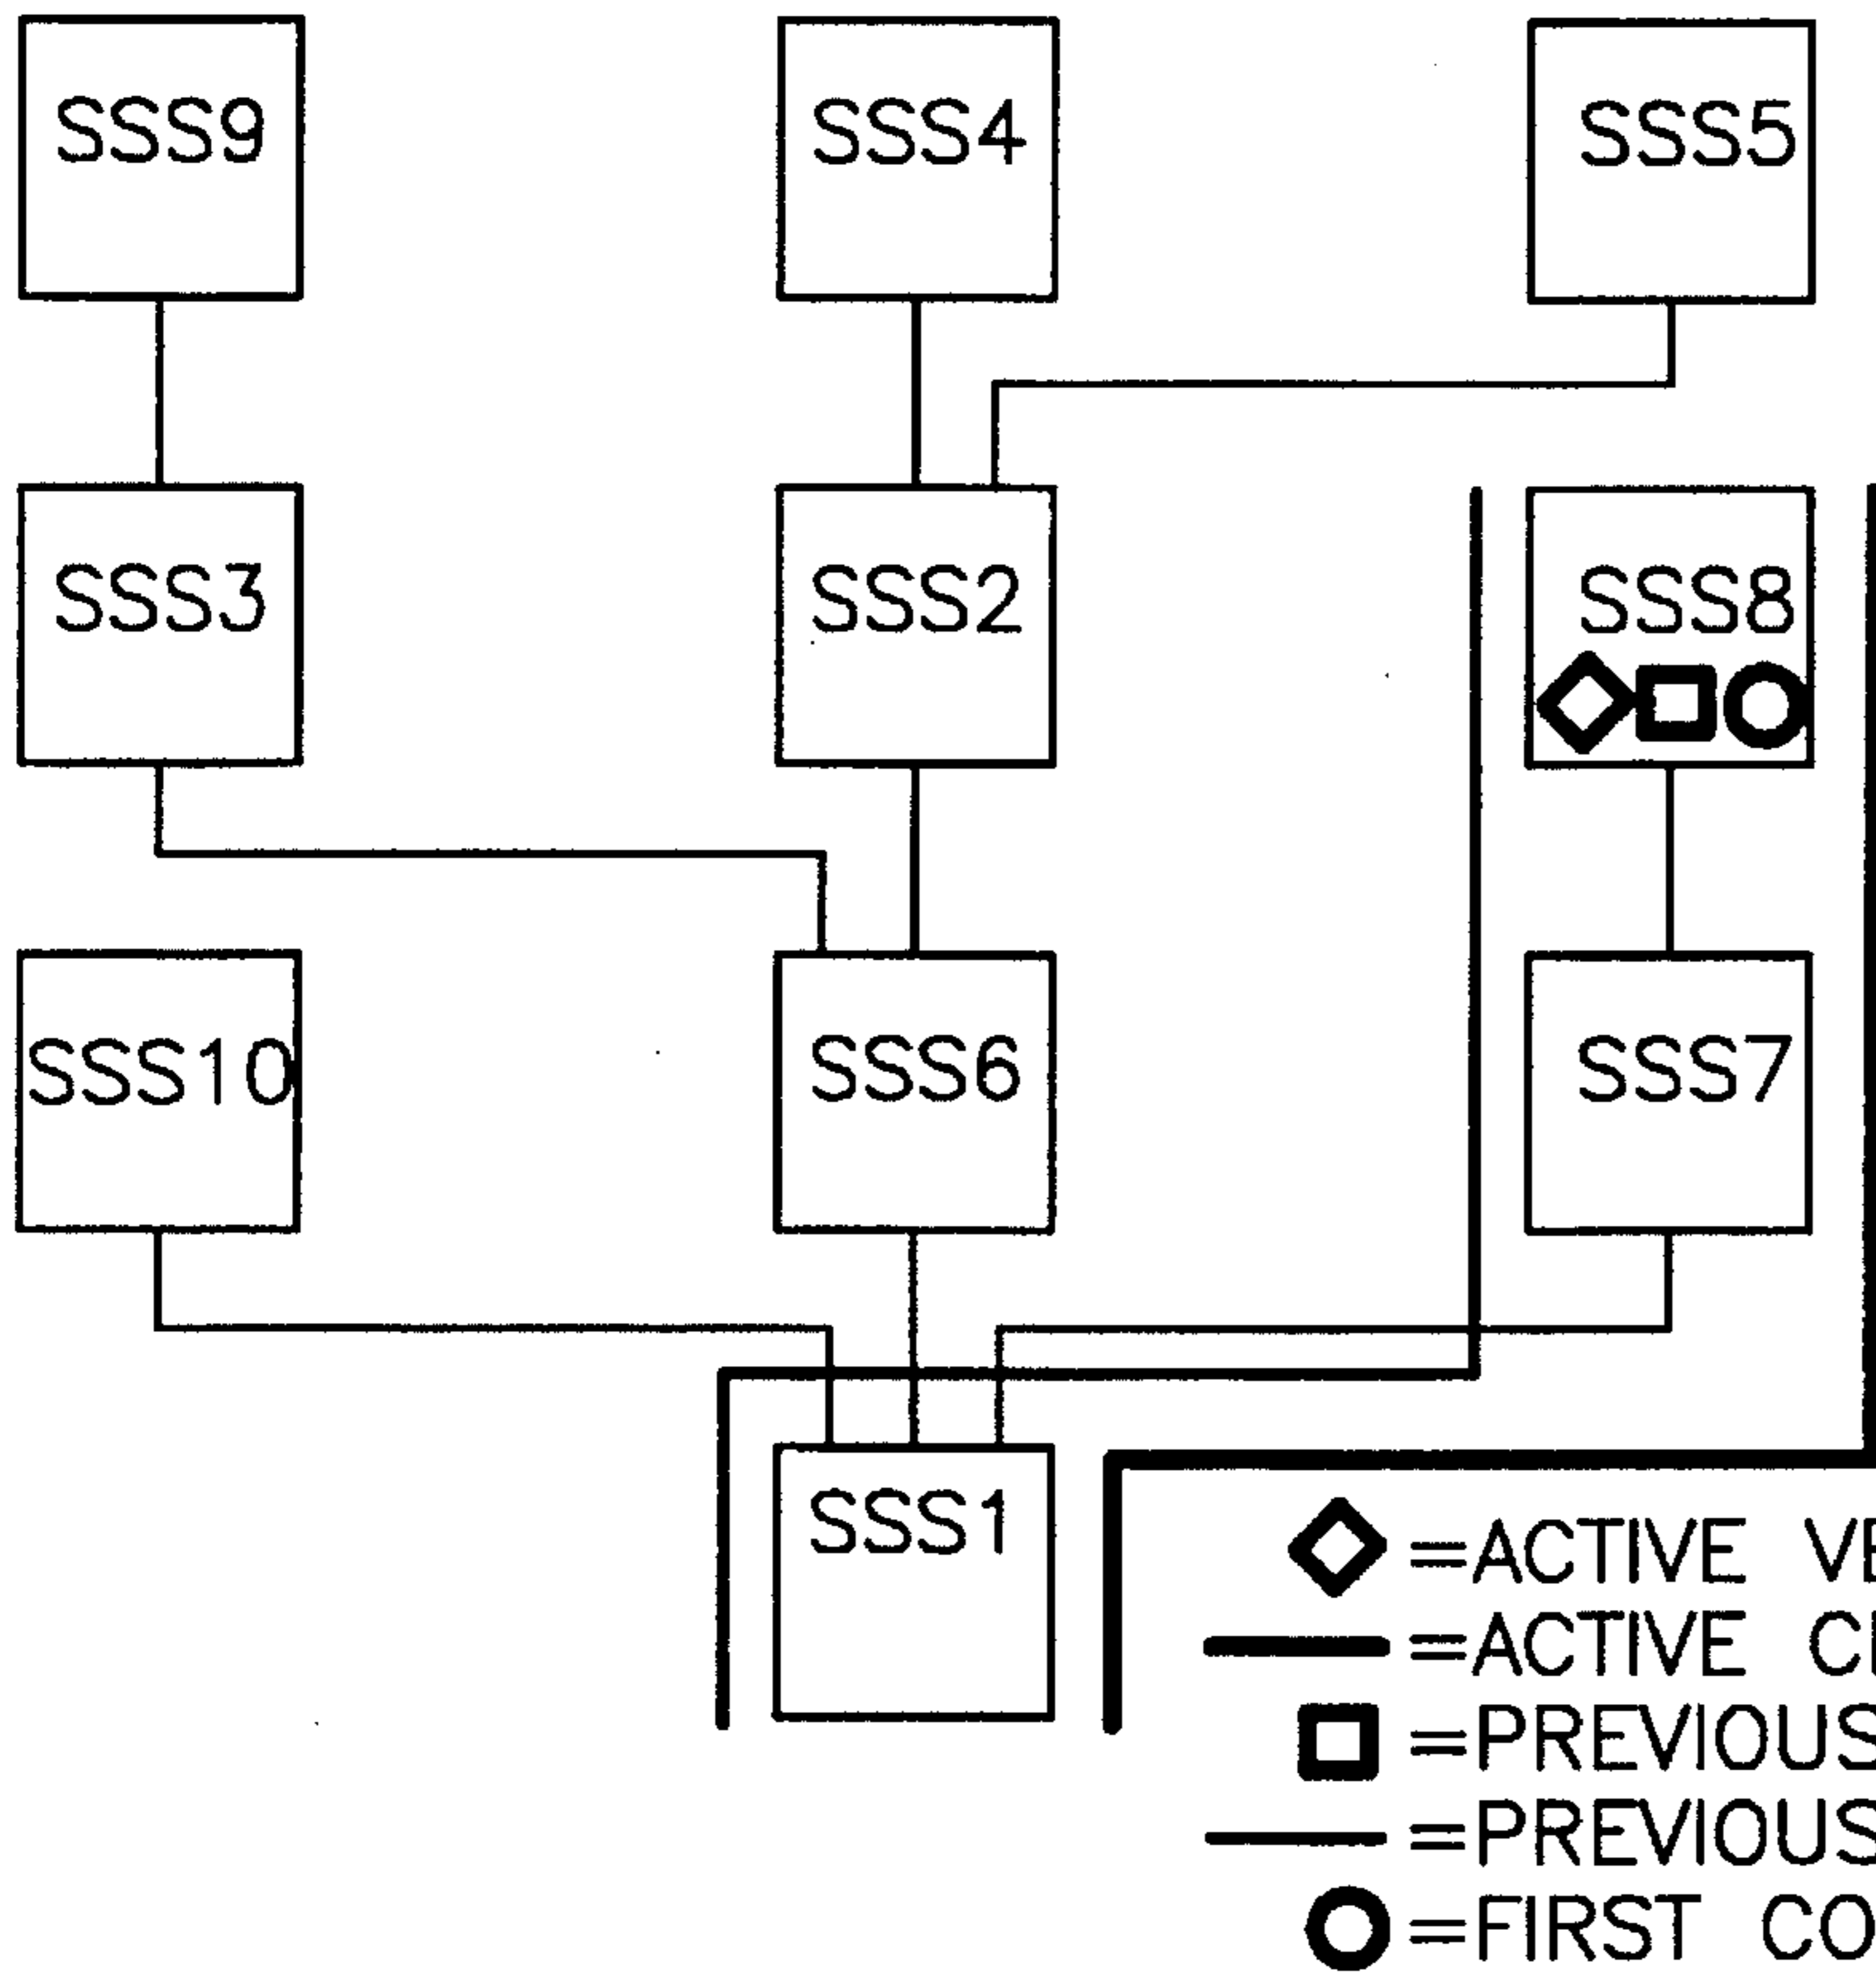 SSS9 SSS4 SSS5
SSS3 SSS2 SSS8
SSS10 SSS6 SSS7
SSS1
=ACTIVE
=ACTIVE
=PREVIOUS
=PREVIOUS
=FIRST